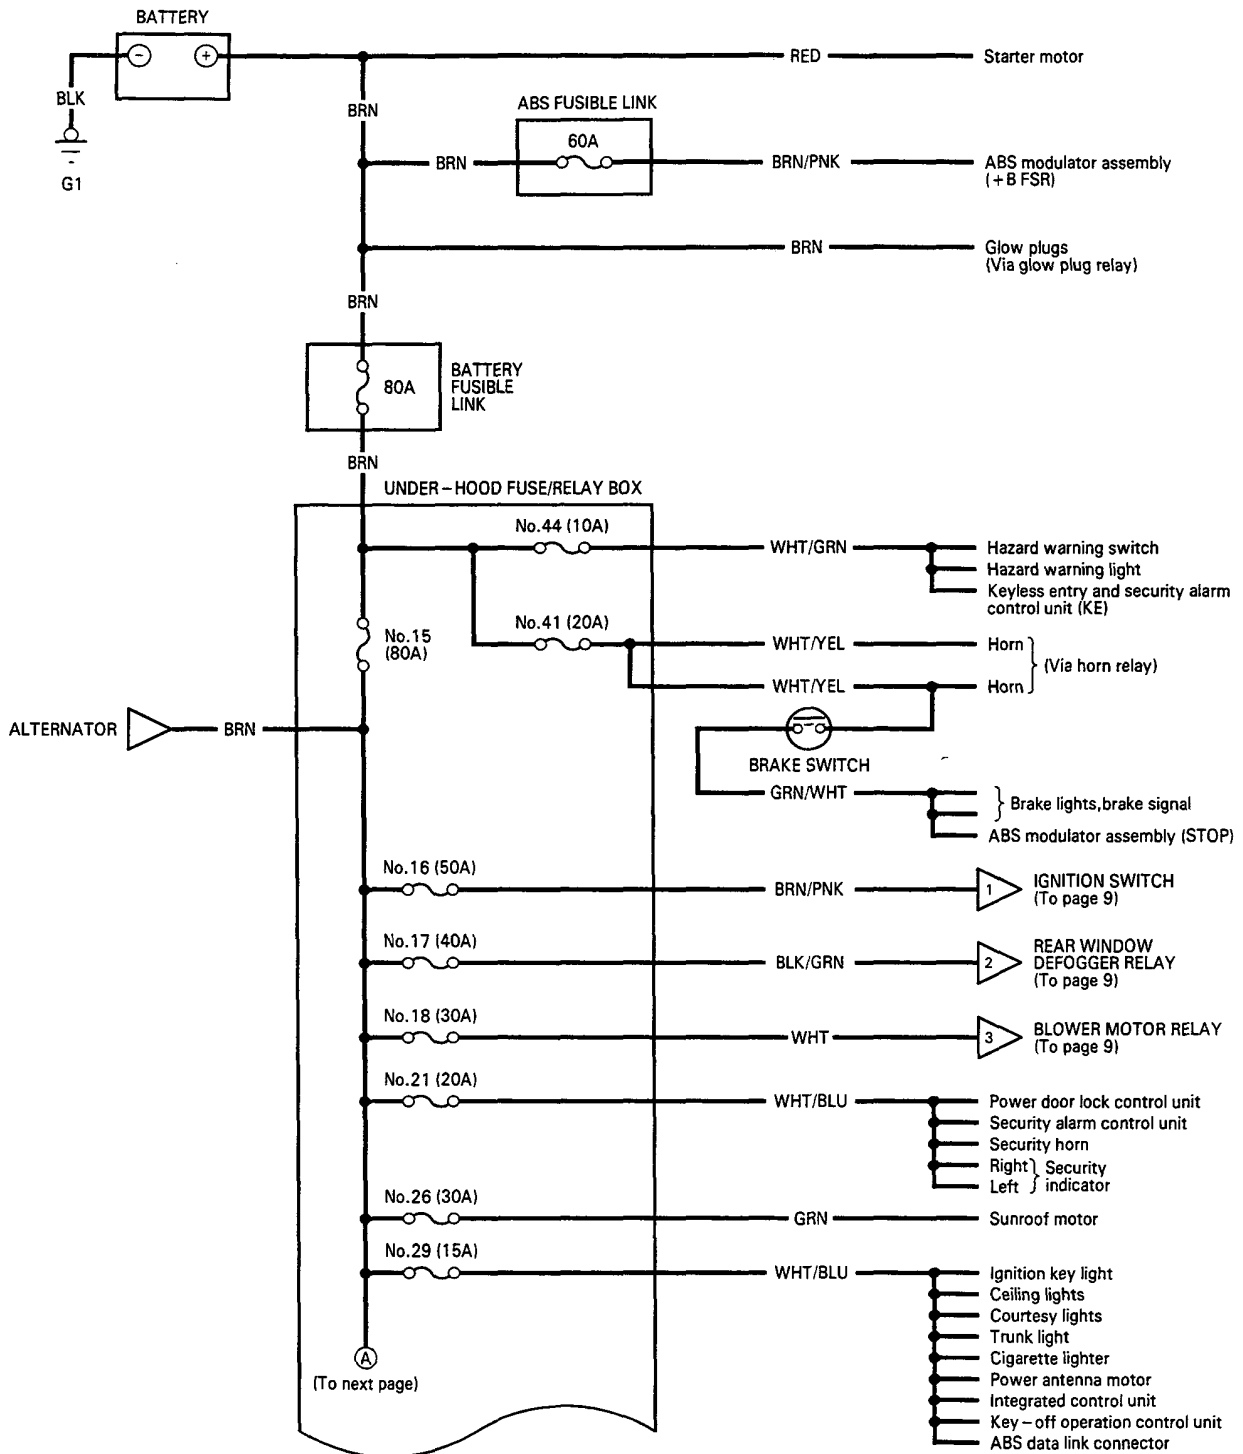 BATTERY
- +
RED Starter motor
BLK
BRN
G1
ABS FUSIBLE LINK
60A
BRN BRN/PNK ABS modulator assembly
(+B FSR)
BRN Glow plugs
(Via glow plug relay)
BRN
80A
BATTERY
FUSIBLE
LINK
BRN
UNDER-HOOD FUSE/RELAY BOX
No.44 (10A)
WHT/GRN Hazard warning switch
Hazard warning light
Keyless entry and security alarm
control unit (KE)
No.15
(80A)
No.41 (20A)
WHT/YEL Horn
(Via horn relay)
WHT/YEL Horn
ALTERNATOR BRN
BRAKE SWITCH
GRN/WHT Brake lights,brake signal
ABS modulator assembly (STOP)
No.16 (50A)
BRN/PNK 1 IGNITION SWITCH
(To page 9)
No.17 (40A)
BLK/GRN 2 REAR WINDOW
DEFOGGER RELAY
(To page 9)
No.18 (30A)
WHT 3 BLOWER MOTOR RELAY
(To page 9)
No.21 (20A)
WHT/BLU Power door lock control unit
Security alarm control unit
Security horn
Right Security
Left indicator
No.26 (30A)
GRN Sunroof motor
No.29 (15A)
WHT/BLU Ignition key light
Ceiling lights
Courtesy lights
Trunk light
Cigarette lighter
Power antenna motor
Integrated control unit
Key-off operation control unit
ABS data link connector
A
(To next page)